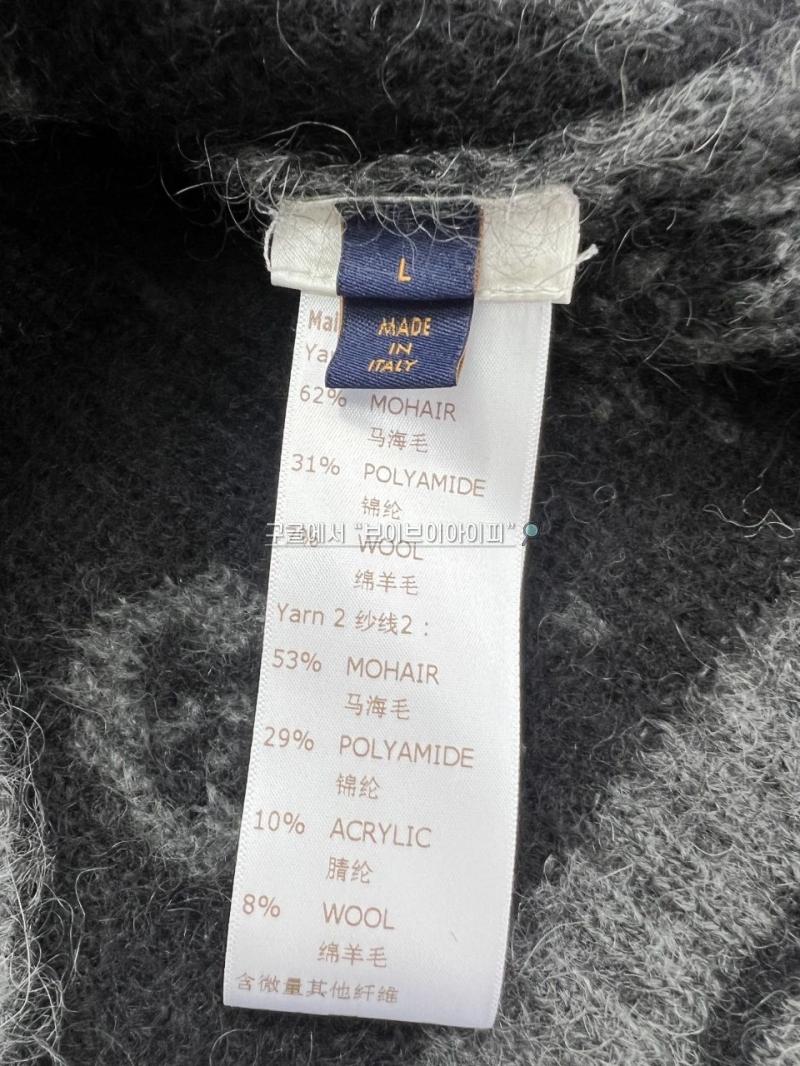 L
MADE
IN
ITALY
62% MOHAIR
马海毛
31% POLYAMIDE
锦纶
구글에서 “브이브이아이피”
WOOL
绵羊毛
Yarn 2 纱线2 :
53% MOHAIR
马海毛
29% POLYAMIDE
锦纶
10% ACRYLIC
腈纶
8% WOOL
绵羊毛
含微量其他纤维